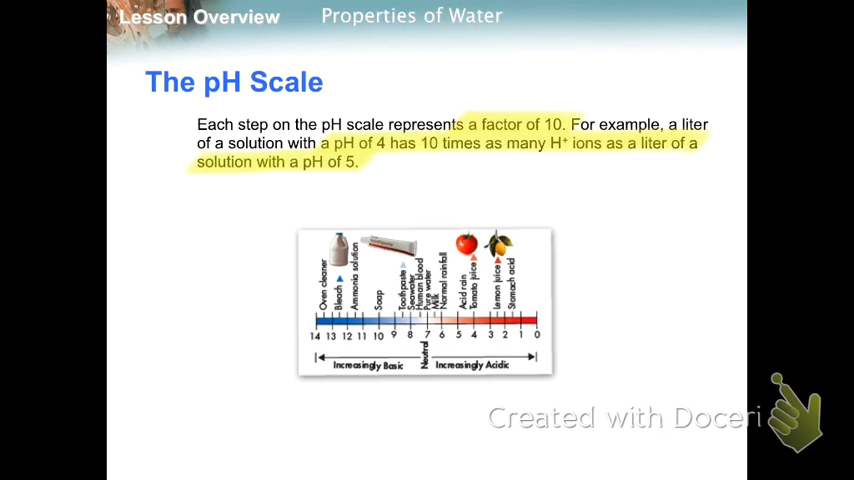 Lesson Overview
Properties of Water
The pH Scale
Each step on the pH scale represents a factor of 10. For example, a liter
of a solution with a pH of 4 has 10 times as many H⁺ ions as a liter of a
solution with a pH of 5.
Oven cleaner
Bleach
Ammonia solution
Soap
Toothpaste
Seawater
Human blood
Pure water
Milk
Normal rainfall
Acid rain
Tomato juice
Lemon juice
Stomach acid
14 13 12 11 10 9 8 7 6 5 4 3 2 1 0
Increasingly Basic
Neutral
Increasingly Acidic
Created with Doceri